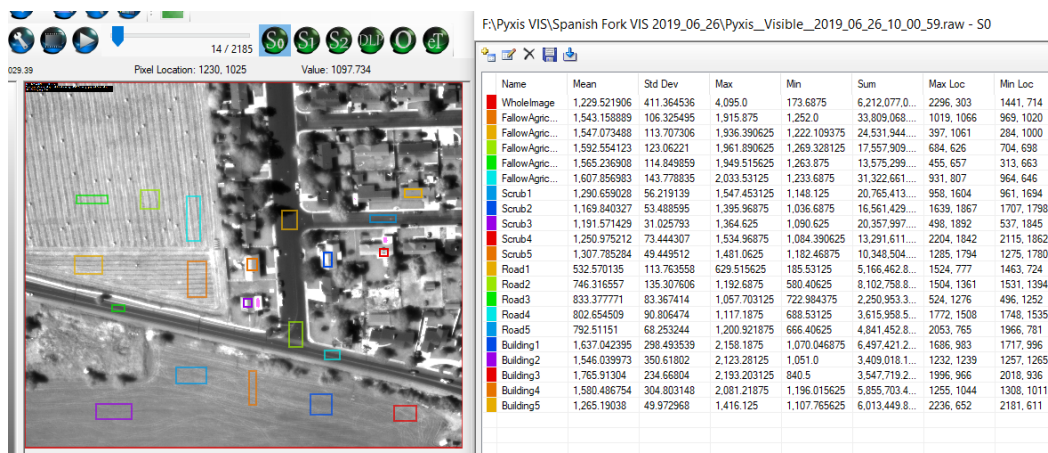 F:\Pyxis VIS\Spanish Fork VIS 2019_06_26\Pyxis__Visible__2019_06_26_10_00_59.raw - S0
14 / 2185 S0 S1 S2 DLP O eT
029.39 Pixel Location: 1230, 1025 Value: 1097.734
Name Mean Std Dev Max Min Sum Max Loc Min Loc
WholeImage 1,229.521906 411.364536 4,095.0 173.6875 6,212,077,0... 2296, 303 1441, 714
FallowAgric... 1,543.158889 106.325495 1,915.875 1,252.0 33,809,068.... 1019, 1066 969, 1020
FallowAgric... 1,547.073488 113.707306 1,936.390625 1,222.109375 24,531,944.... 397, 1061 284, 1000
FallowAgric... 1,592.554123 123.06221 1,961.890625 1,269.328125 17,557,909.... 684, 626 704, 698
FallowAgric... 1,565.236908 114.849859 1,949.515625 1,263.875 13,575,299.... 455, 657 313, 663
FallowAgric... 1,607.856983 143.778835 2,033.53125 1,233.6875 31,322,661.... 931, 807 964, 646
Scrub1 1,290.659028 56.219139 1,547.453125 1,148.125 20,765,413.... 958, 1604 961, 1694
Scrub2 1,169.840327 53.488595 1,395.96875 1,036.6875 16,561,429.... 1639, 1867 1707, 1798
Scrub3 1,191.571429 31.025793 1,364.625 1,090.625 20,357,997.... 498, 1892 537, 1845
Scrub4 1,250.975212 73.444307 1,534.96875 1,084.390625 13,291,611.... 2204, 1842 2115, 1862
Scrub5 1,307.785284 49.449512 1,481.0625 1,182.46875 10,348,504.... 1285, 1794 1275, 1780
Road1 532.570135 113.763558 629.515625 185.53125 5,166,462.8... 1524, 777 1463, 724
Road2 746.316557 135.307606 1,192.6875 580.40625 8,102,758.8... 1504, 1361 1531, 1394
Road3 833.377771 83.367414 1,057.703125 722.984375 2,250,953.3... 524, 1276 496, 1252
Road4 802.654509 90.806474 1,117.1875 688.53125 3,615,958.5... 1772, 1508 1748, 1535
Road5 792.51151 68.253244 1,200.921875 666.40625 4,841,452.8... 2053, 765 1966, 781
Building1 1,637.042395 298.493539 2,158.1875 1,070.046875 6,497,421.2... 1686, 983 1717, 996
Building2 1,546.039973 350.61802 2,123.28125 1,051.0 3,409,018.1... 1232, 1239 1257, 1265
Building3 1,765.91304 234.66804 2,193.203125 840.5 3,547,719.2... 1996, 966 2018, 936
Building4 1,580.486754 304.803148 2,081.21875 1,196.015625 5,855,703.4... 1255, 1044 1308, 1011
Building5 1,265.19038 49.972968 1,416.125 1,107.765625 6,013,449.8... 2236, 652 2181, 611